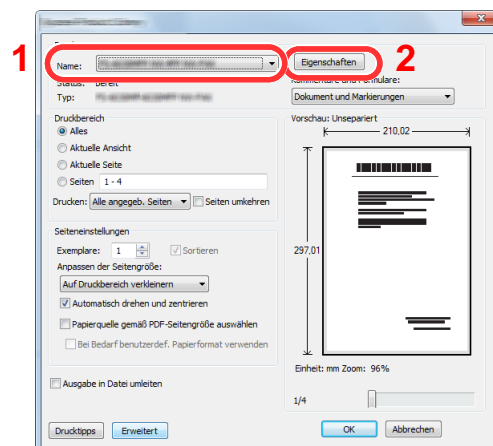 1
2
Name:
Eigenschaften
Status: Bereit
Kommentare und Formulare:
Typ:
Dokument und Markierungen
Druckbereich
Vorschau: Unsepariert
Alles
210,02
Aktuelle Ansicht
Aktuelle Seite
Seiten 1 - 4
Drucken: Alle angegeb. Seiten Seiten umkehren
Seiteneinstellungen
Exemplare: 1 Sortieren
297,01
Anpassen der Seitengröße:
Auf Druckbereich verkleinern
Automatisch drehen und zentrieren
Papierquelle gemäß PDF-Seitengröße auswählen
Bei Bedarf benutzerdef. Papierformat verwenden
Einheit: mm Zoom: 96%
Ausgabe in Datei umleiten
1/4
Drucktipps Erweitert OK Abbrechen